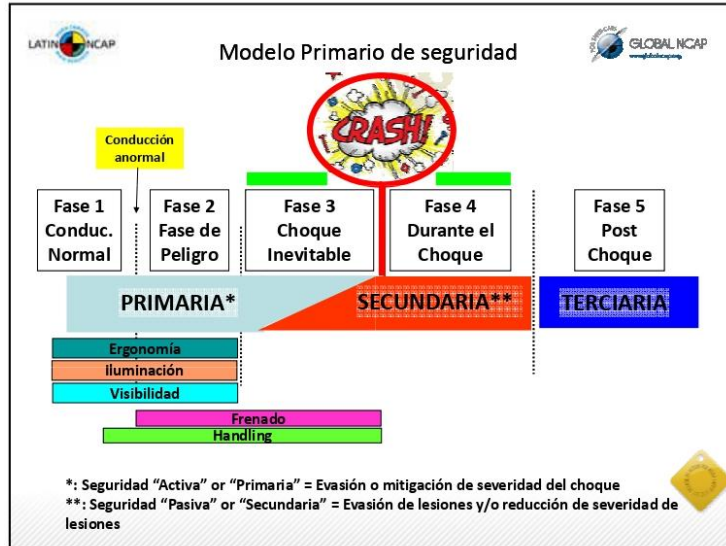 LATIN NCAP
Modelo Primario de seguridad
GLOBAL NCAP
www.globalncap.org
CRASH!
Conducción
anormal
Fase 1
Conduc.
Normal
Fase 2
Fase de
Peligro
Fase 3
Choque
Inevitable
Fase 4
Durante el
Choque
Fase 5
Post
Choque
PRIMARIA*
SECUNDARIA**
TERCIARIA
Ergonomía
Iluminación
Visibilidad
Frenado
Handling
*: Seguridad “Activa” or “Primaria” = Evasión o mitigación de severidad del choque
**: Seguridad “Pasiva” or “Secundaria” = Evasión de lesiones y/o reducción de severidad de
lesiones